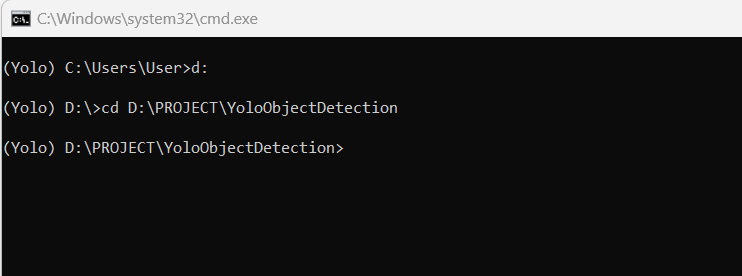 C:\Windows\system32\cmd.exe
(Yolo) C:\Users\User>d:
(Yolo) D:\>cd D:\PROJECT\YoloObjectDetection
(Yolo) D:\PROJECT\YoloObjectDetection>